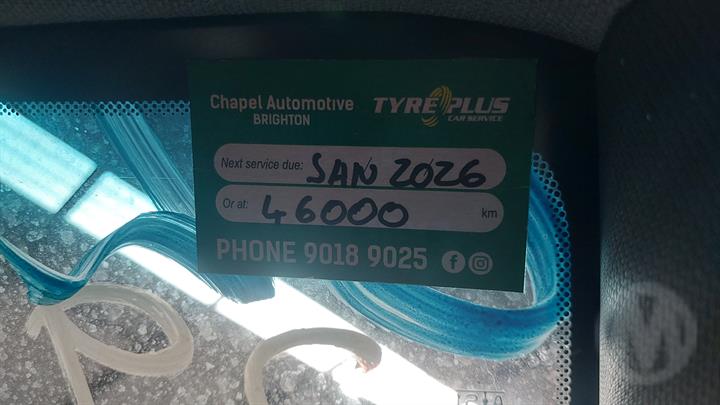 Chapel Automotive
BRIGHTON
TYREPLUS
CAR SERVICE
Next service due: JAN 2026
Or at: 46000 km
PHONE 9018 9025